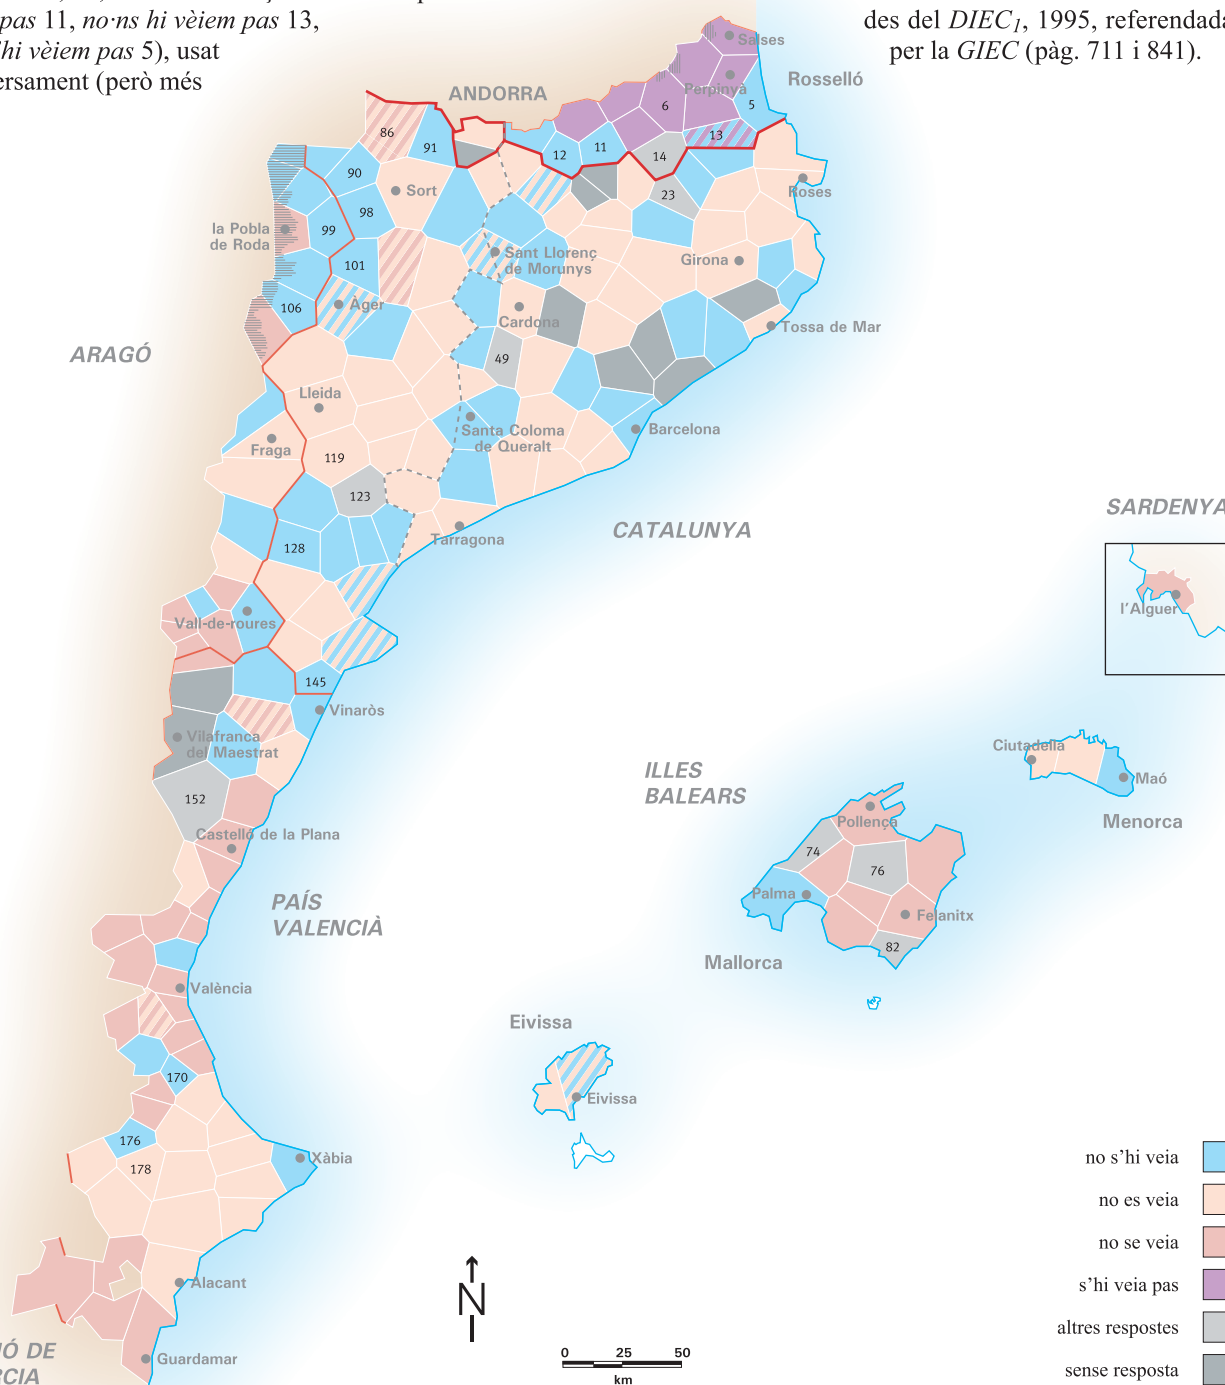 pas 11, no·ns hi vèiem pas 13,
hi vèiem pas 5), usat
ersament (però més
des del DIEC1, 1995, referendada
per la GIEC (pàg. 711 i 841).
Salses
Rosselló
Perpinyà
ANDORRA
6
5
13
86
91
12
11
14
90
Sort
23
Roses
98
la Pobla
de Roda
99
Sant Llorenç
de Morunys
Girona
101
Àger
106
Cardona
Tossa de Mar
ARAGÓ
49
Lleida
Fraga
Santa Coloma
de Queralt
Barcelona
119
123
CATALUNYA
SARDENYA
Tarragona
128
l'Alguer
Vall-de-roures
145
Vinaròs
Vilafranca
del Maestrat
Ciutadella
ILLES
BALEARS
Maó
152
Menorca
Pollença
Castelló de la Plana
74
76
Palma
PAÍS
VALENCIÀ
Felanitx
82
Mallorca
València
Eivissa
170
Eivissa
176
Xàbia
178
no s'hi veia
no es veia
no se veia
s'hi veia pas
altres respostes
sense resposta
Alacant
N
Guardamar
0 25 50
km
Ó DE
CIA